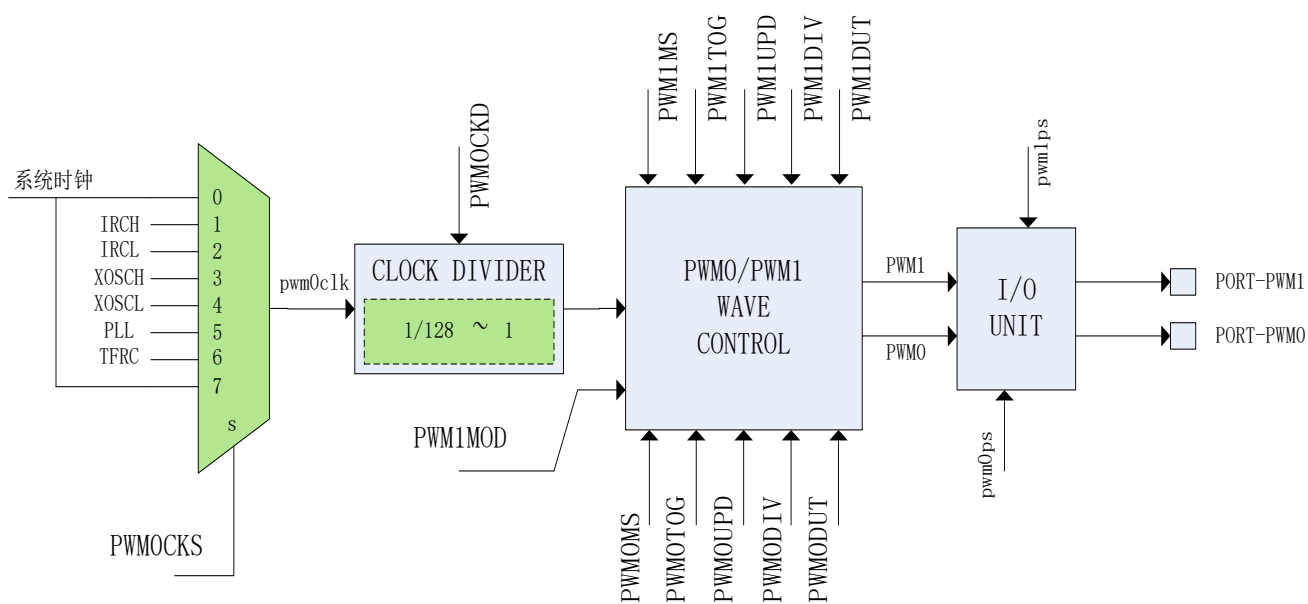 系统时钟
0
IRCH
1
IRCL
2
XOSCH
3
XOSCL
4
PLL
5
TFRC
6
7
s
PWM0CKS
pwm0clk
PWM0CKD
CLOCK DIVIDER
1/128 ~ 1
PWM1MOD
PWM1MS
PWM1TOG
PWM1UPD
PWM1DIV
PWM1DUT
PWM0/PWM1
WAVE
CONTROL
PWM0MS
PWM0TOG
PWM0UPD
PWM0DIV
PWM0DUT
PWM1
PWM0
pwm1ps
I/O
UNIT
pwm0ps
PORT-PWM1
PORT-PWM0